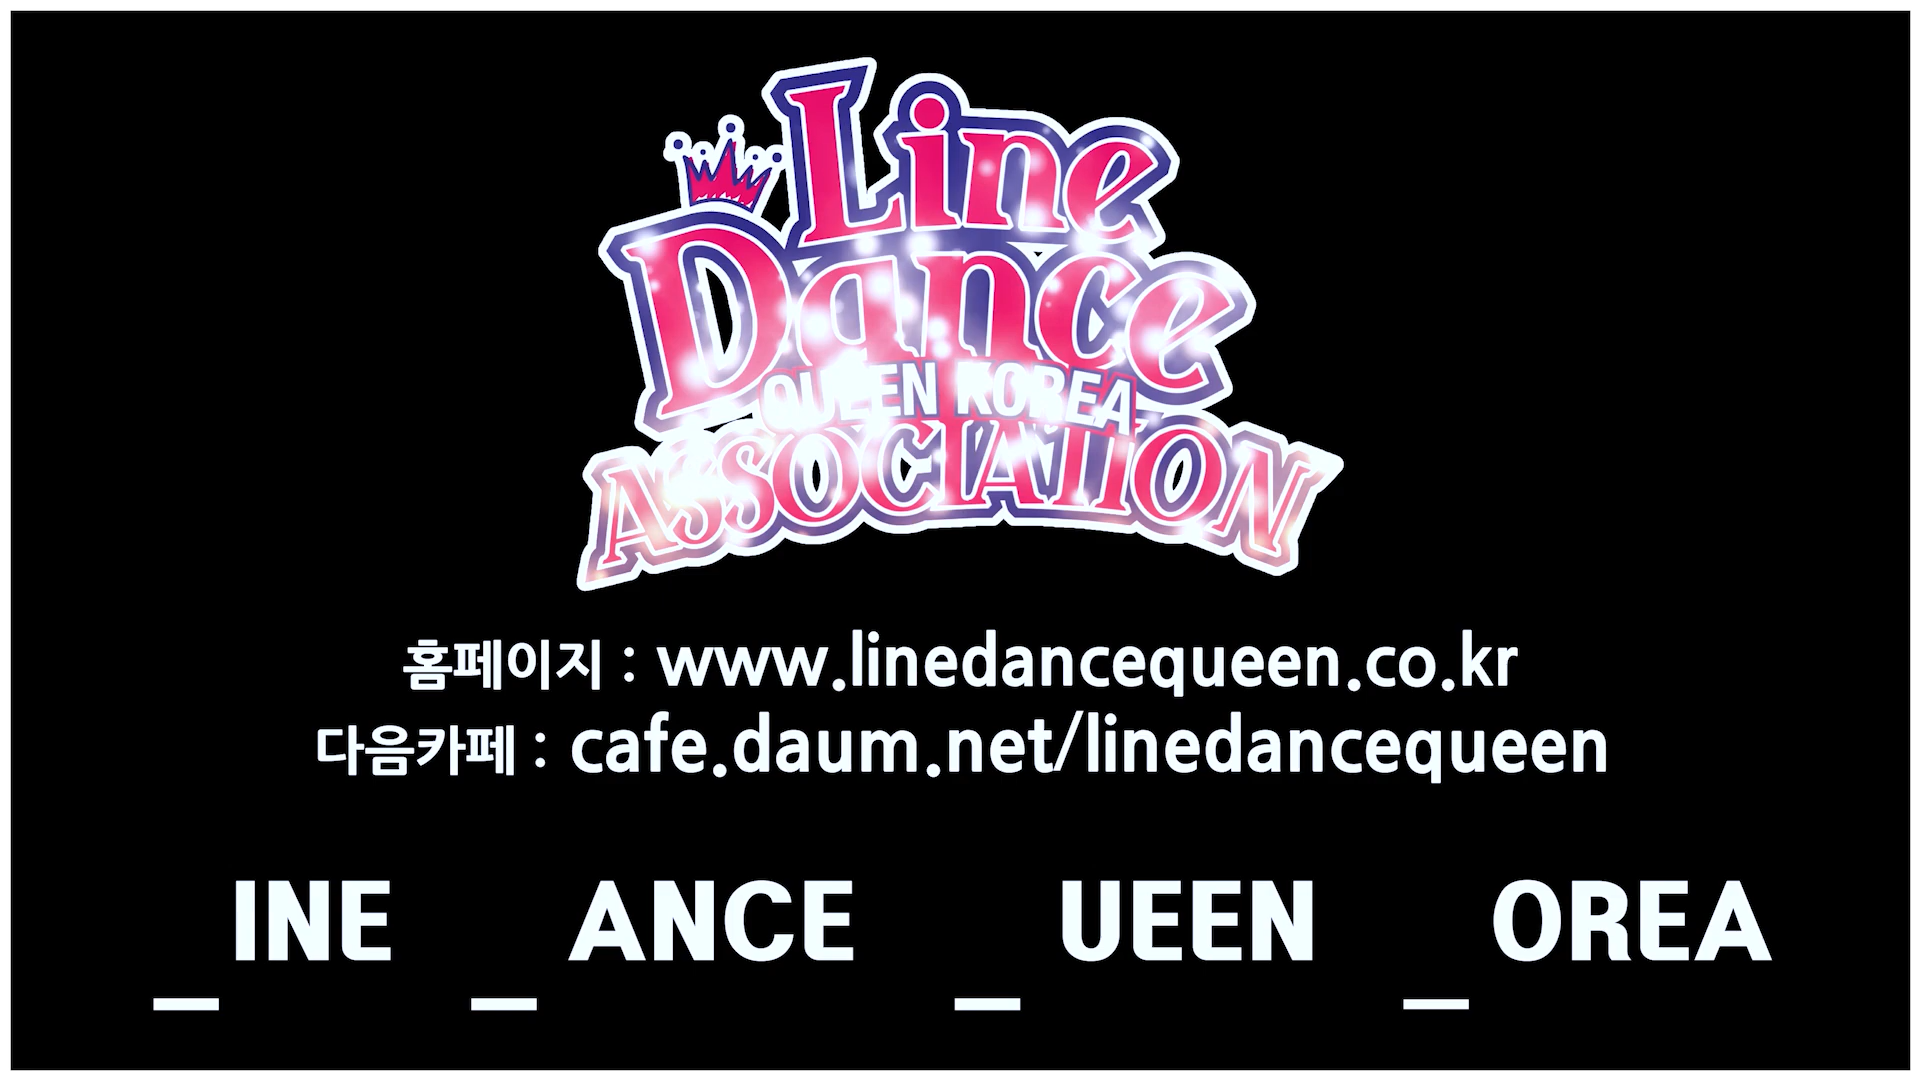 Line
Dance
QUEEN KOREA
ASSOCIATION
홈페이지 : www.linedancequeen.co.kr
다음카페 : cafe.daum.net/linedancequeen
_INE _ANCE _UEEN _OREA